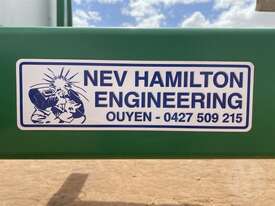 NEV HAMILTON
ENGINEERING
OUYEN - 0427 509 215